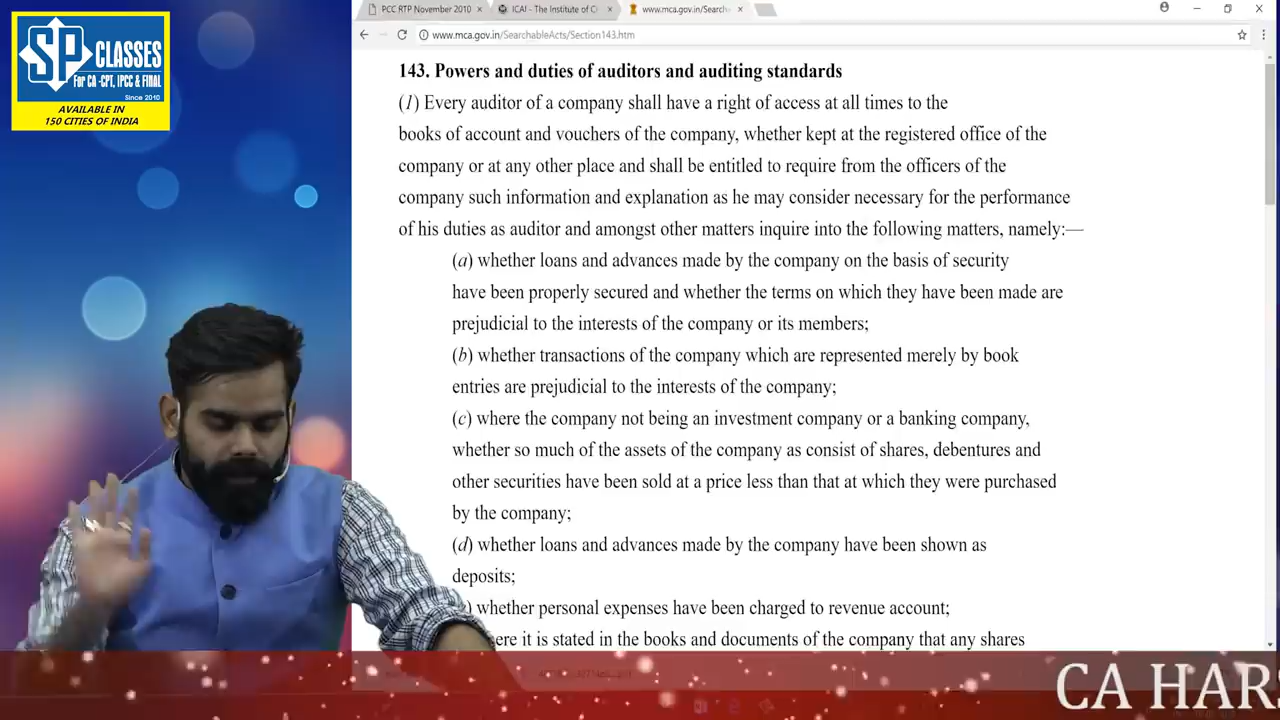 SP CLASSES
For CA -CPT, IPCC & FINAL
Since 2010
AVAILABLE IN
150 CITIES OF INDIA
PCC RTP November 2010
ICAI - The Institute of C
www.mca.gov.in/Search
www.mca.gov.in/SearchableActs/Section143.htm
143. Powers and duties of auditors and auditing standards
(1) Every auditor of a company shall have a right of access at all times to the
books of account and vouchers of the company, whether kept at the registered office of the
company or at any other place and shall be entitled to require from the officers of the
company such information and explanation as he may consider necessary for the performance
of his duties as auditor and amongst other matters inquire into the following matters, namely:—
(a) whether loans and advances made by the company on the basis of security
have been properly secured and whether the terms on which they have been made are
prejudicial to the interests of the company or its members;
(b) whether transactions of the company which are represented merely by book
entries are prejudicial to the interests of the company;
(c) where the company not being an investment company or a banking company,
whether so much of the assets of the company as consist of shares, debentures and
other securities have been sold at a price less than that at which they were purchased
by the company;
(d) whether loans and advances made by the company have been shown as
deposits;
) whether personal expenses have been charged to revenue account;
ere it is stated in the books and documents of the company that any shares
CA HAR